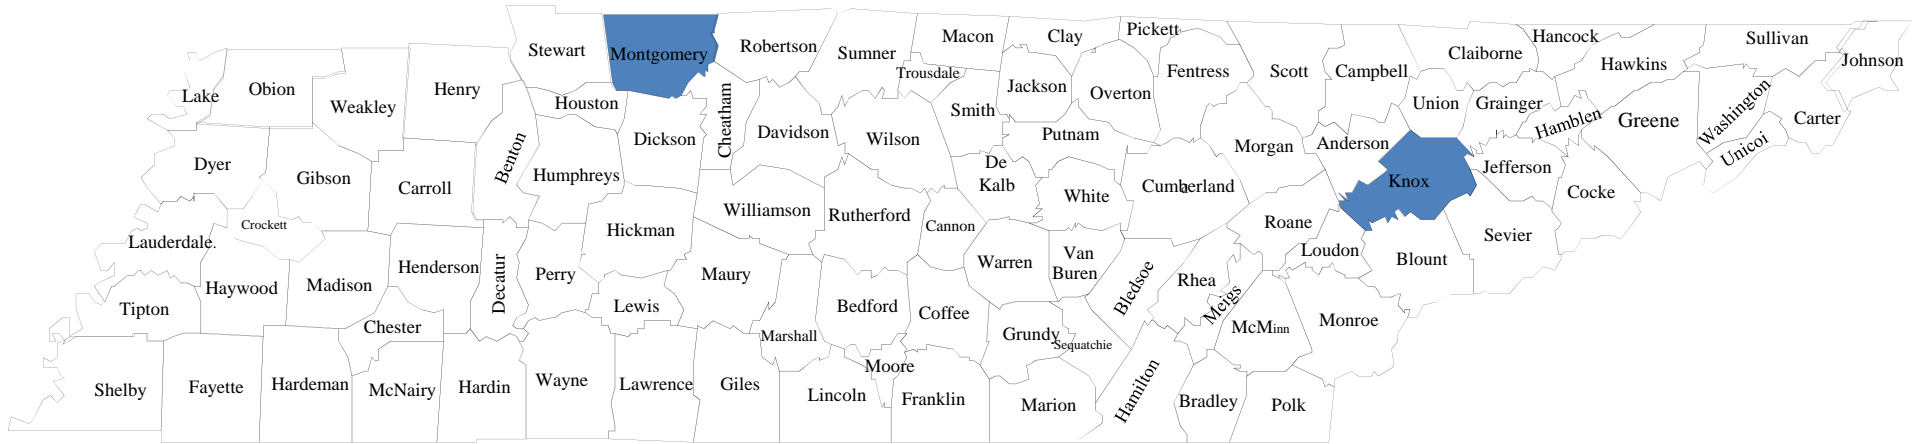 Pickett
Hancock
Macon
Clay
Sullivan
Stewart
Montgomery
Robertson
Sumner
Claiborne
Johnson
Hawkins
Trousdale
Fentress
Scott
Campbell
Lake
Obion
Henry
Jackson
Overton
Weakley
Houston
Smith
Union
Grainger
Hamblen
Washington
Greene
Carter
Cheatham
Dickson
Davidson
Wilson
Putnam
Morgan
Anderson
Unicoi
Dyer
Gibson
Carroll
Benton
Humphreys
De
Kalb
White
Cumberland
Knox
Jefferson
Cocke
Crockett
Williamson
Rutherford
Cannon
Roane
Lauderdale.
Hickman
Sevier
Loudon
Blount
Haywood
Madison
Henderson
Decatur
Perry
Maury
Warren
Van
Buren
Bledsoe
Rhea
Meigs
Tipton
Lewis
Bedford
Coffee
Chester
Marshall
Grundy
Sequatchie
McMinn
Monroe
Moore
Shelby
Fayette
Hardeman
McNairy
Hardin
Wayne
Lawrence
Giles
Lincoln
Franklin
Marion
Hamilton
Bradley
Polk